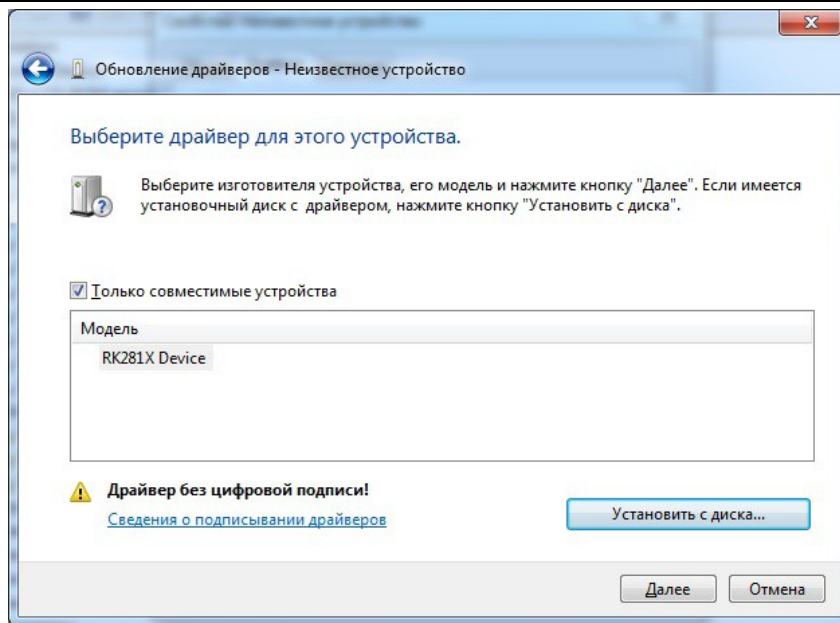 Обновление драйверов - Неизвестное устройство
Выберите драйвер для этого устройства.
Выберите изготовителя устройства, его модель и нажмите кнопку "Далее". Если имеется
установочный диск с драйвером, нажмите кнопку "Установить с диска".
Только совместимые устройства
Модель
RK281X Device
Драйвер без цифровой подписи!
Сведения о подписывании драйверов
Установить с диска...
Далее
Отмена